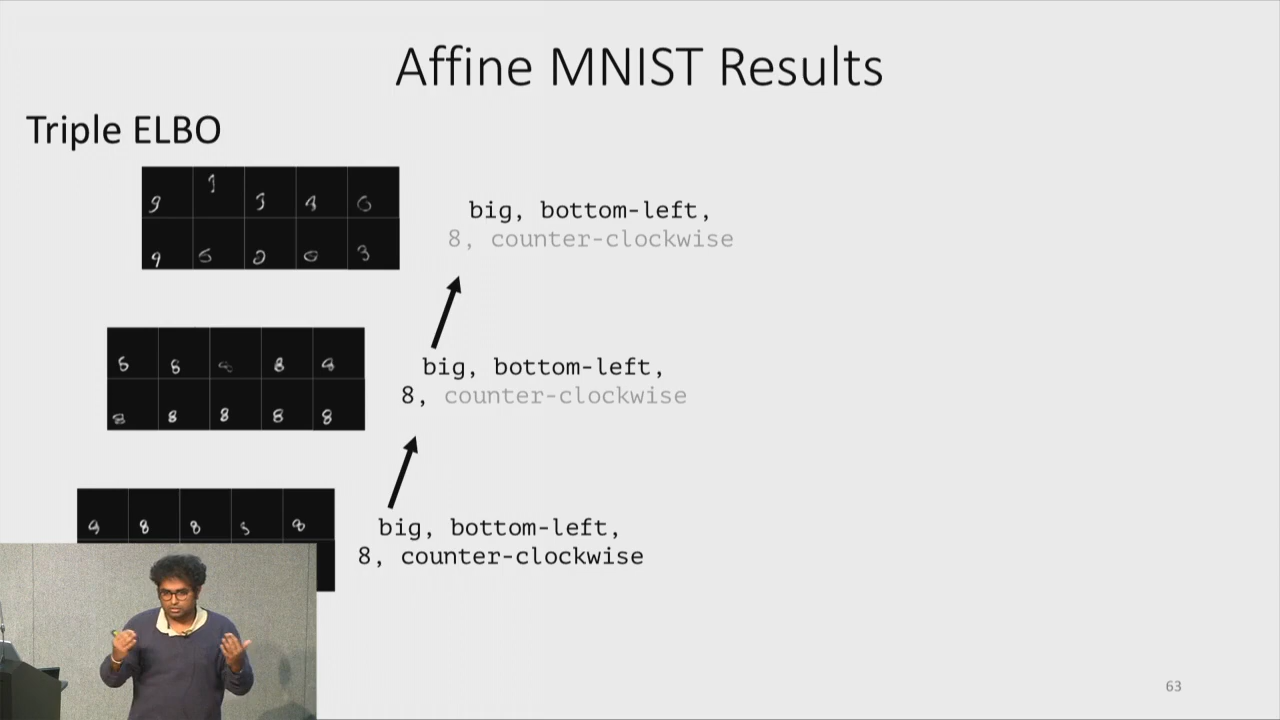 Affine MNIST Results
Triple ELBO
big, bottom-left,
8, counter-clockwise
big, bottom-left,
8, counter-clockwise
big, bottom-left,
8, counter-clockwise
63